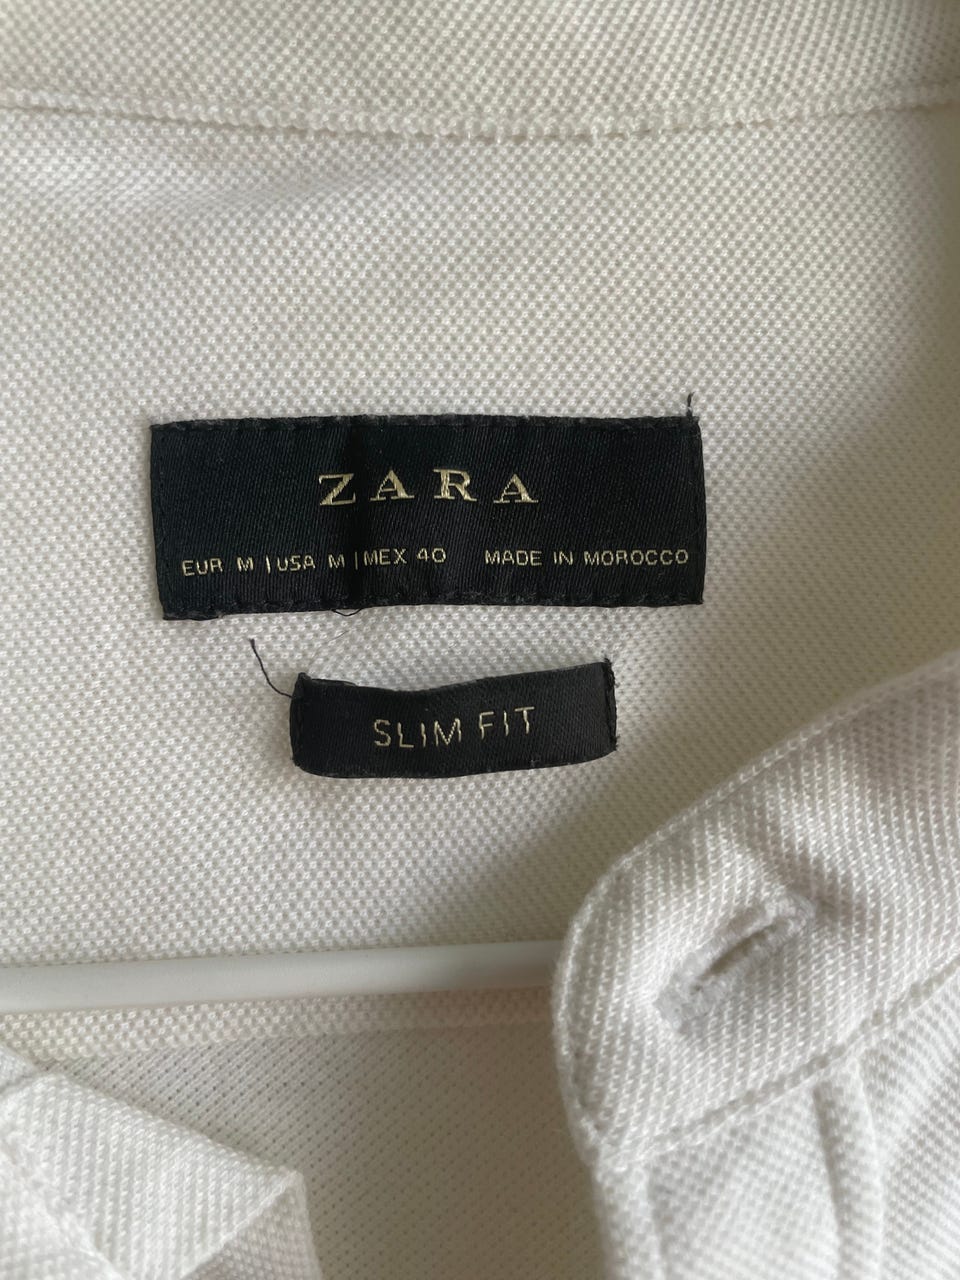 ZARA
EUR M | USA M | MEX 40 MADE IN MOROCCO
SLIM FIT